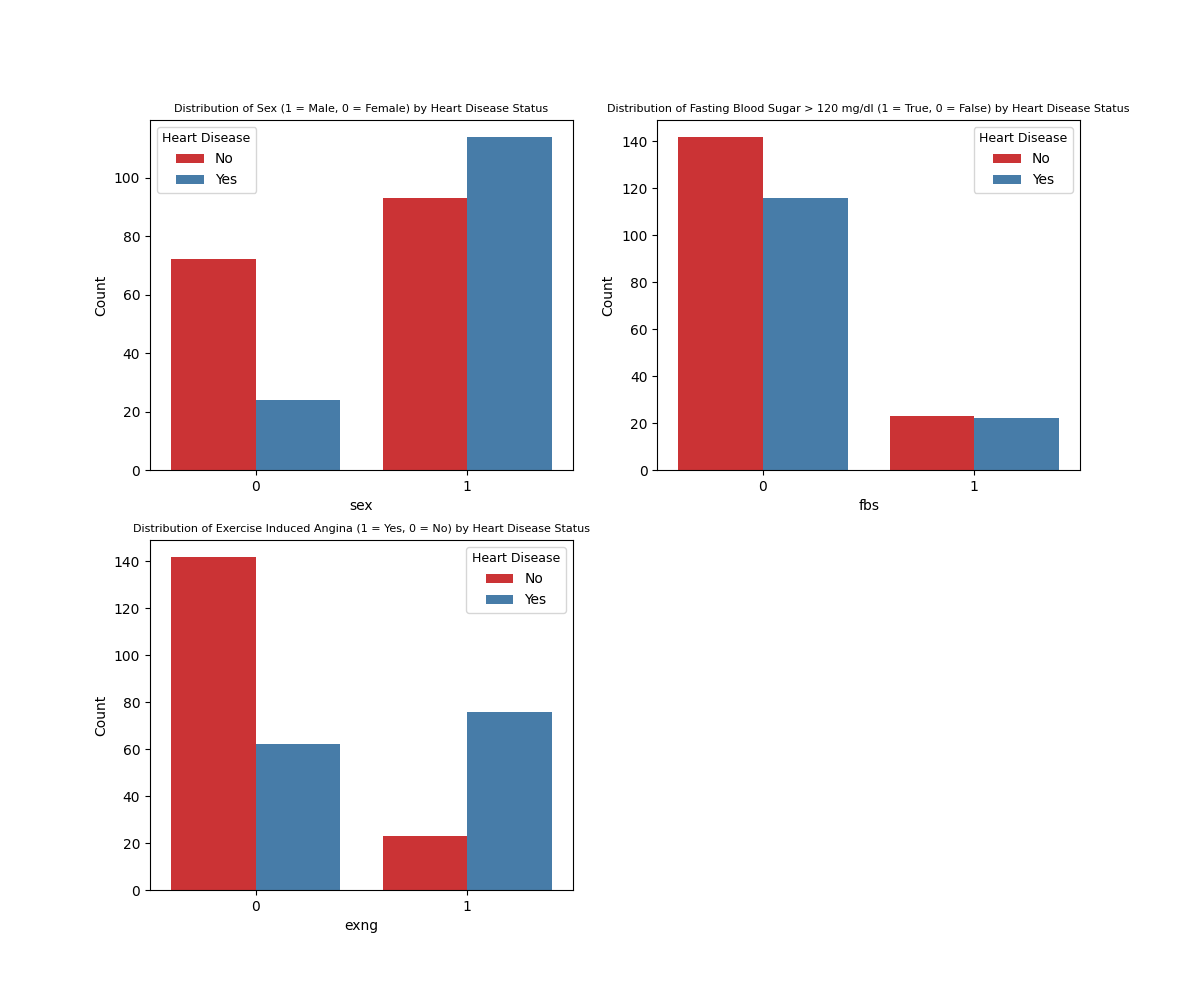 Distribution of Sex (1 = Male, 0 = Female) by Heart Disease Status
Heart Disease
No
Yes
100
80
60
40
20
0
Count
0 1
sex
Distribution of Fasting Blood Sugar > 120 mg/dl (1 = True, 0 = False) by Heart Disease Status
Heart Disease
No
Yes
140
120
100
80
60
40
20
0
Count
0 1
fbs
Distribution of Exercise Induced Angina (1 = Yes, 0 = No) by Heart Disease Status
Heart Disease
No
Yes
140
120
100
80
60
40
20
0
Count
0 1
exng